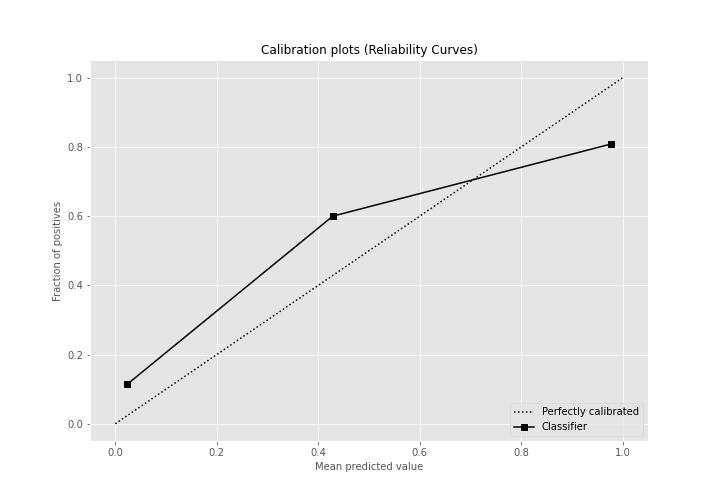 Calibration plots (Reliability Curves)
Fraction of positives
1.0
0.8
0.6
0.4
0.2
0.0
0.0 0.2 0.4 0.6 0.8 1.0
Mean predicted value
Perfectly calibrated
Classifier